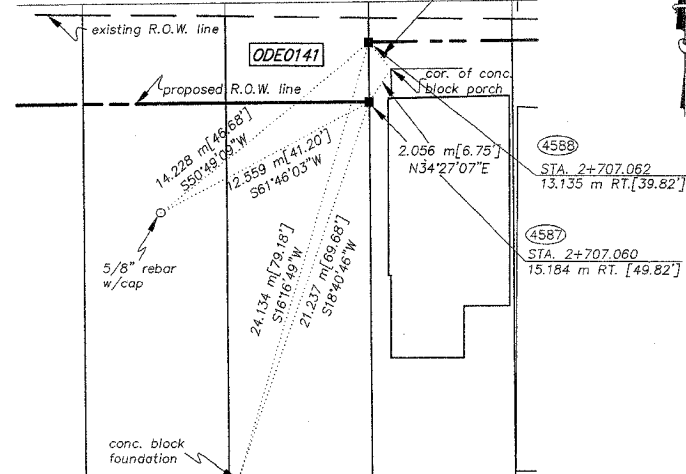 existing R.O.W. line
ODE0141
proposed R.O.W. line
cor. of conc.
block porch
14.228 m[46.68']
S50°49'09"W
12.559 m[41.20']
S61°46'03"W
2.056 m[6.75']
N34°27'07"E
4588
STA. 2+707.062
13.135 m RT.[39.82']
4587
STA. 2+707.060
15.184 m RT. [49.82']
5/8" rebar
w/cap
24.134 m[79.18']
S16°16'49"W
21.237 m[69.68']
S18°40'46"W
conc. block
foundation